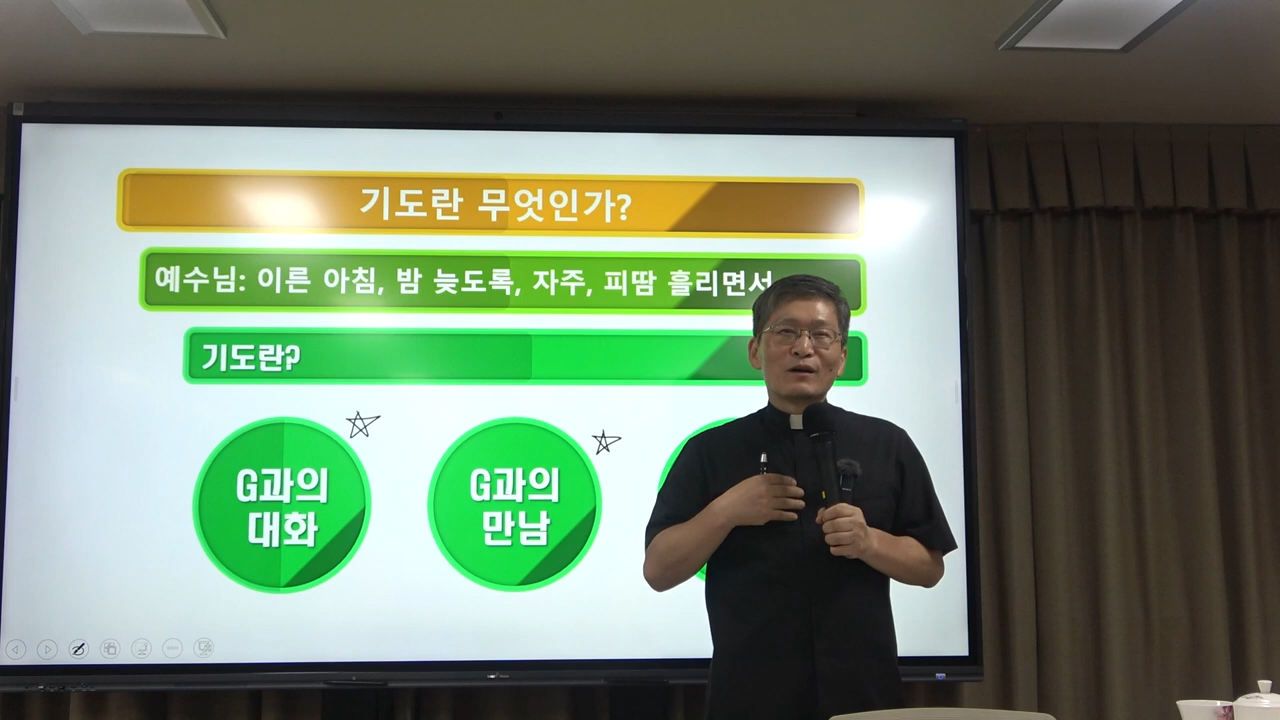 기도란 무엇인가?
예수님: 이른 아침, 밤 늦도록, 자주, 피땀 흘리면서
기도란?
G과의
대화
G과의
만남